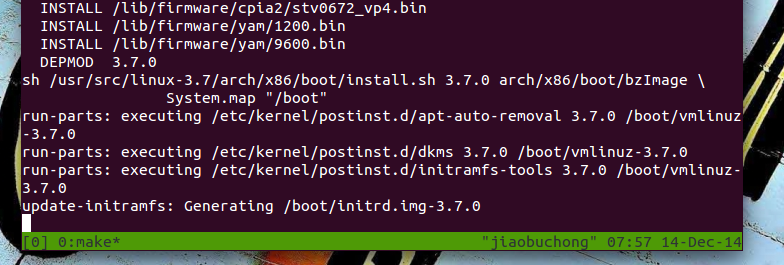 INSTALL /lib/firmware/cpia2/stv0672_vp4.bin
INSTALL /lib/firmware/yam/1200.bin
INSTALL /lib/firmware/yam/9600.bin
DEPMOD  3.7.0
sh /usr/src/linux-3.7/arch/x86/boot/install.sh 3.7.0 arch/x86/boot/bzImage \
System.map "/boot"
run-parts: executing /etc/kernel/postinst.d/apt-auto-removal 3.7.0 /boot/vmlinuz
-3.7.0
run-parts: executing /etc/kernel/postinst.d/dkms 3.7.0 /boot/vmlinuz-3.7.0
run-parts: executing /etc/kernel/postinst.d/initramfs-tools 3.7.0 /boot/vmlinuz-
3.7.0
update-initramfs: Generating /boot/initrd.img-3.7.0
[0] 0:make* "jiaobuchong" 07:57 14-Dec-14